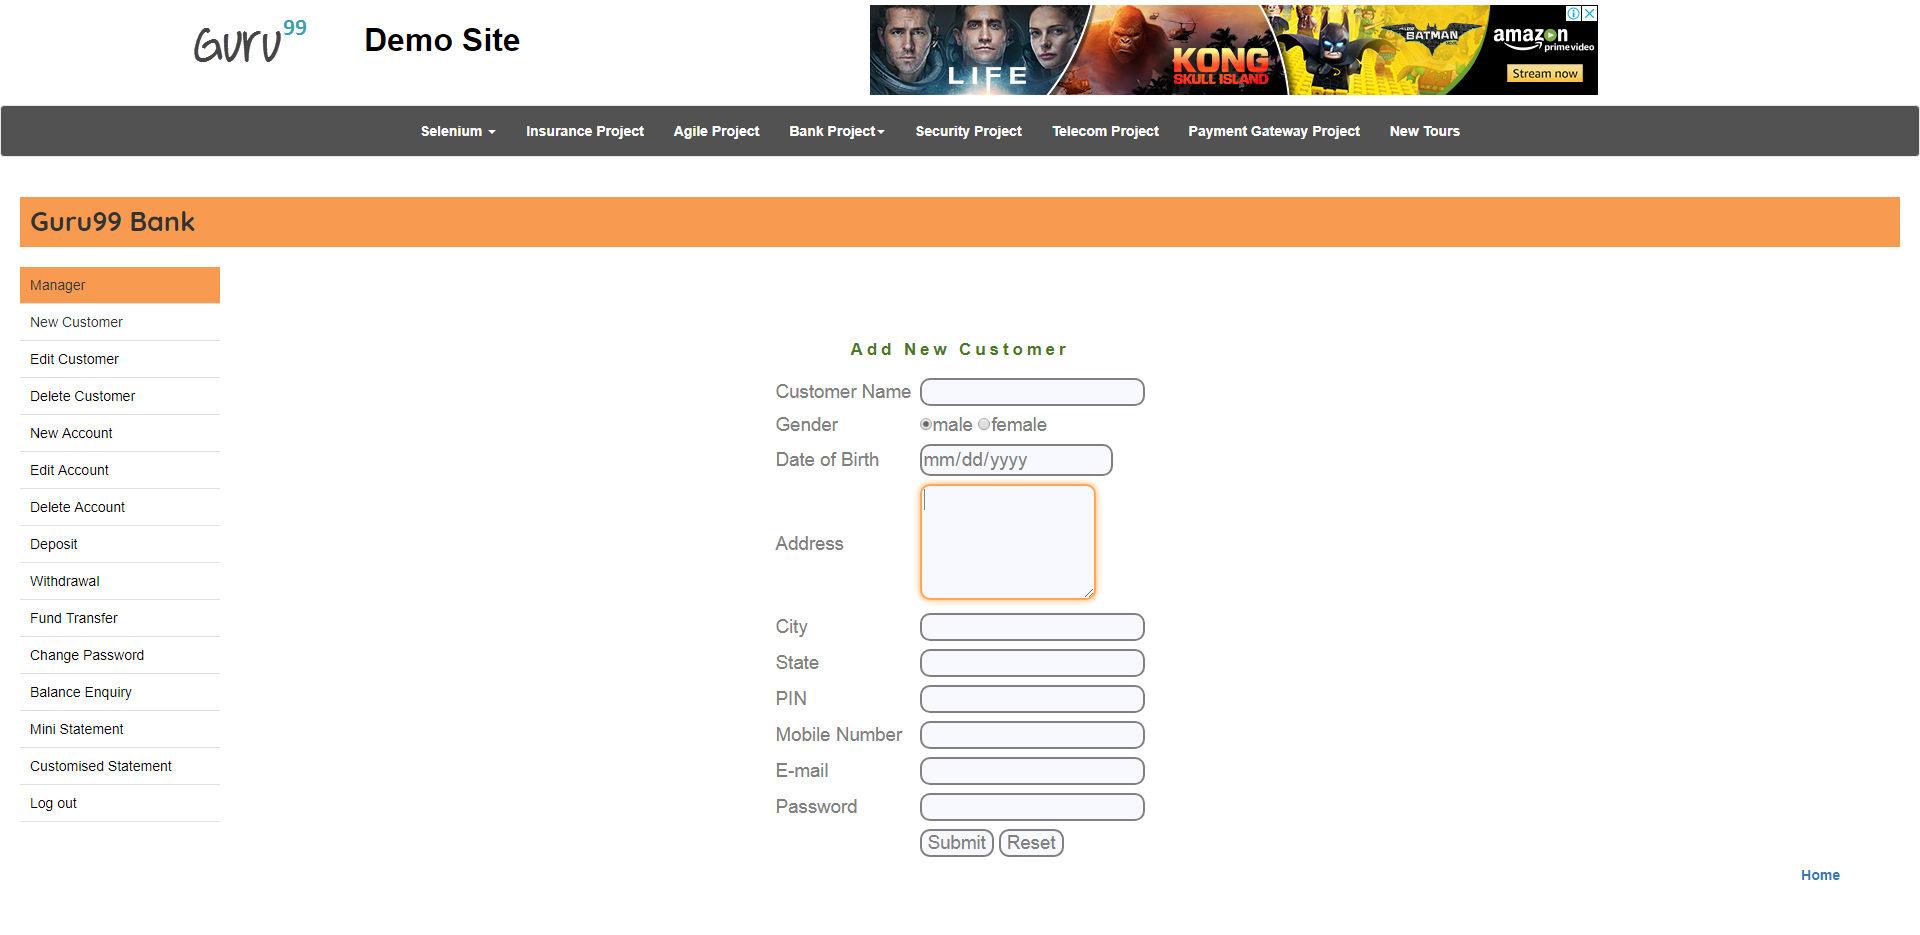 Guru99
Demo Site
LIFE
KONG
SKULL ISLAND
THE LEGO
BATMAN
MOVIE
amazon
prime video
Stream now
Selenium
Insurance Project
Agile Project
Bank Project
Security Project
Telecom Project
Payment Gateway Project
New Tours
Guru99 Bank
Manager
New Customer
Edit Customer
Delete Customer
New Account
Edit Account
Delete Account
Deposit
Withdrawal
Fund Transfer
Change Password
Balance Enquiry
Mini Statement
Customised Statement
Log out
Add New Customer
Customer Name
Gender male female
Date of Birth mm/dd/yyyy
Address
City
State
PIN
Mobile Number
E-mail
Password
Submit Reset
Home